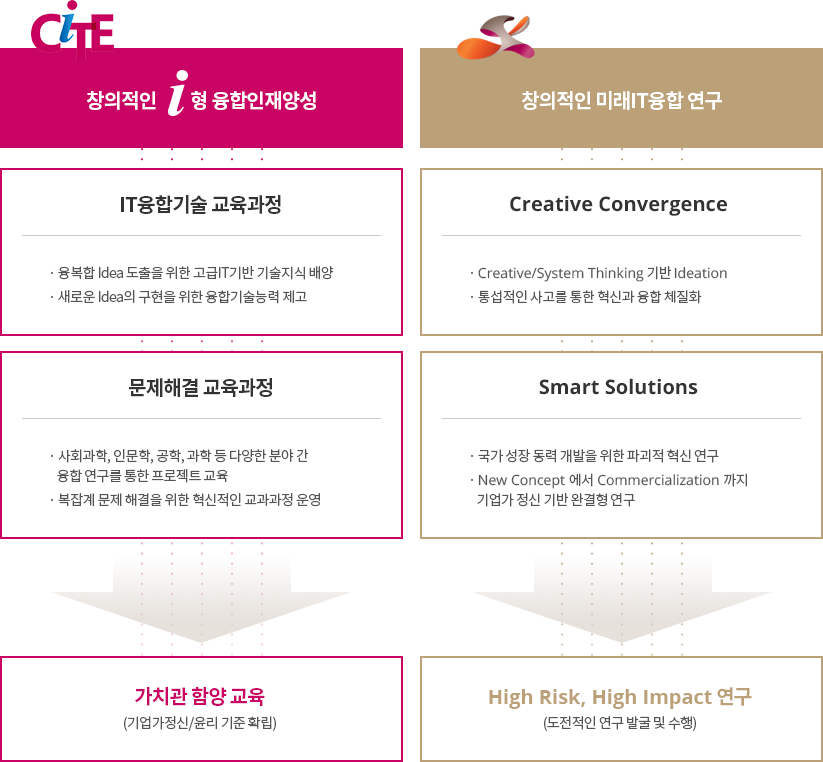 CiTE
창의적인 i 형 융합인재양성
IT융합기술 교육과정
· 융복합 Idea 도출을 위한 고급IT기반 기술지식 배양
· 새로운 Idea의 구현을 위한 융합기술능력 제고
문제해결 교육과정
· 사회과학, 인문학, 공학, 과학 등 다양한 분야 간
융합 연구를 통한 프로젝트 교육
· 복잡계 문제 해결을 위한 혁신적인 교과과정 운영
가치관 함양 교육
(기업가정신/윤리 기준 확립)
창의적인 미래IT융합 연구
Creative Convergence
· Creative/System Thinking 기반 Ideation
· 통섭적인 사고를 통한 혁신과 융합 체질화
Smart Solutions
· 국가 성장 동력 개발을 위한 파괴적 혁신 연구
· New Concept 에서 Commercialization 까지
기업가 정신 기반 완결형 연구
High Risk, High Impact 연구
(도전적인 연구 발굴 및 수행)